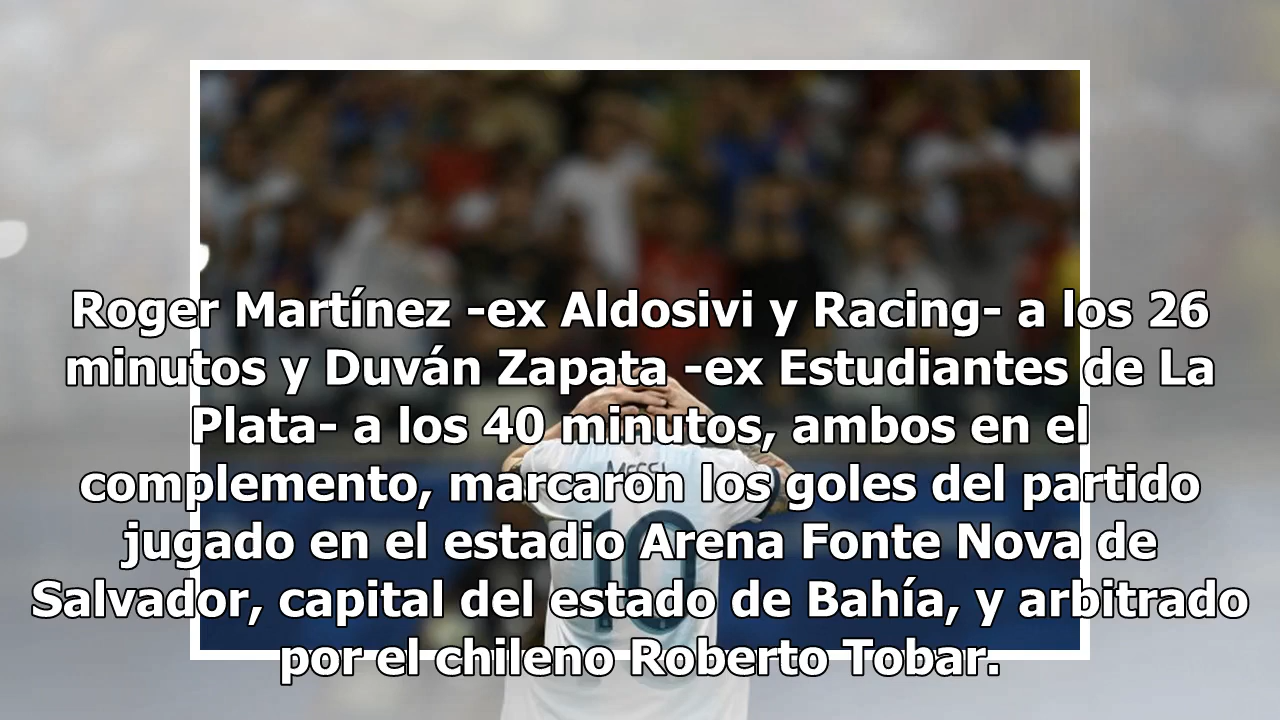 Roger Martínez -ex Aldosivi y Racing- a los 26
minutos y Duván Zapata -ex Estudiantes de La
Plata- a los 40 minutos, ambos en el
complemento, marcaron los goles del partido
jugado en el estadio Arena Fonte Nova de
Salvador, capital del estado de Bahía, y arbitrado
por el chileno Roberto Tobar.
MESSI
10